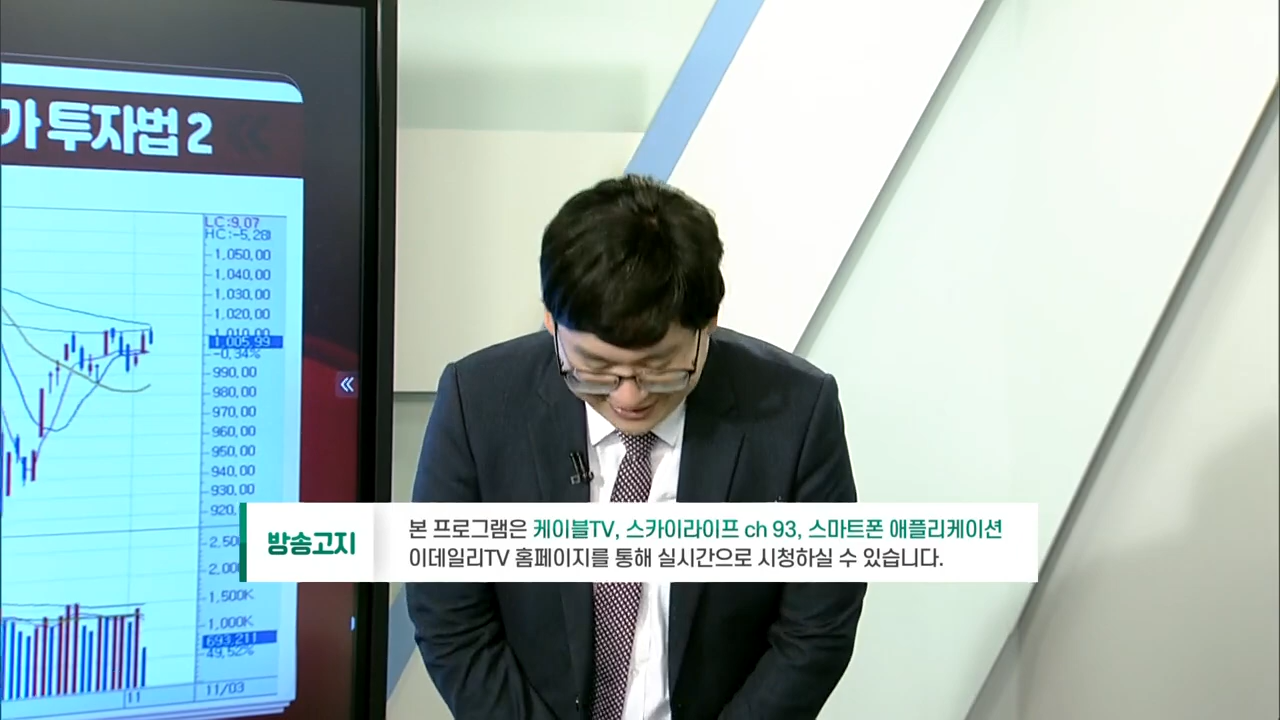 가 투자법 2
LC:9,07
HC:-5,28
1,050,00
1,040,00
1,030,00
1,020,00
1,010,00
1,005,99
-0,34%
990,00
980,00
970,00
960,00
950,00
940,00
930,00
920,
2,50
2,00
1,500K
1,000K
693,211
49,52%
11
11/03
방송고지
본 프로그램은 케이블TV, 스카이라이프 ch 93, 스마트폰 애플리케이션
이데일리TV 홈페이지를 통해 실시간으로 시청하실 수 있습니다.